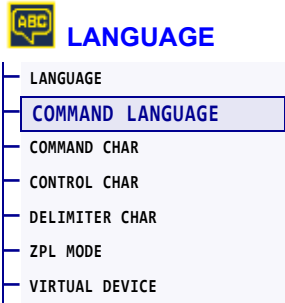 ABC
LANGUAGE
LANGUAGE
COMMAND LANGUAGE
COMMAND CHAR
CONTROL CHAR
DELIMITER CHAR
ZPL MODE
VIRTUAL DEVICE